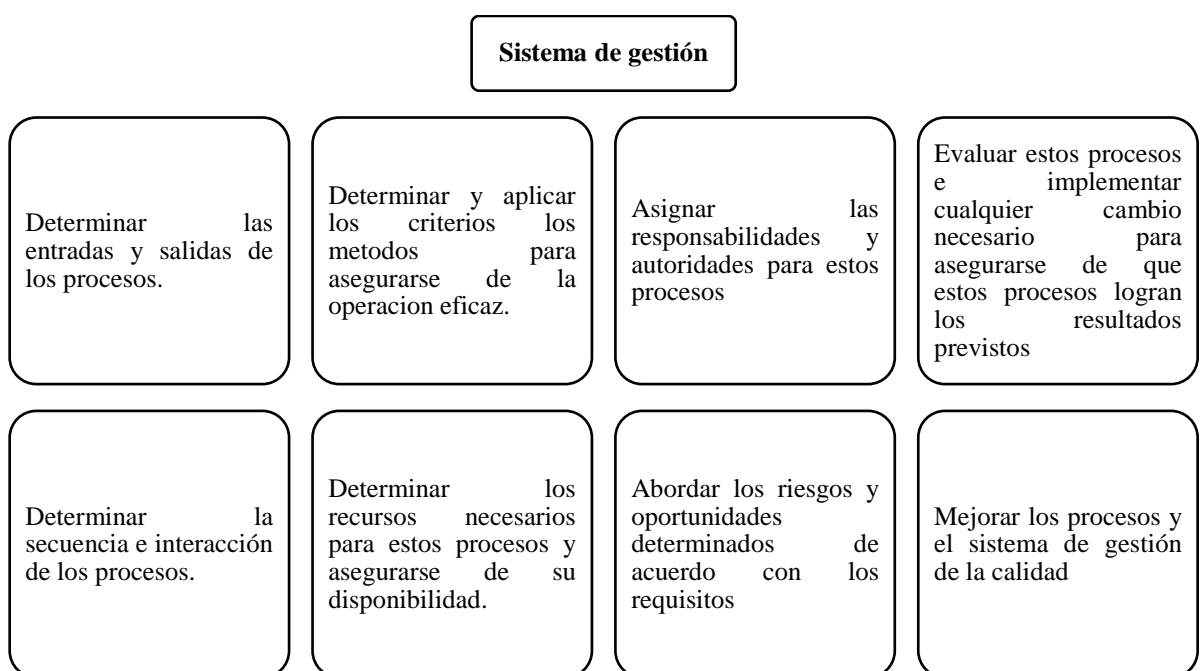 Sistema de gestión
Determinar las
entradas y salidas de
los procesos.
Determinar y aplicar
los criterios los
metodos para
asegurarse de la
operacion eficaz.
Asignar las
responsabilidades y
autoridades para estos
procesos
Evaluar estos procesos
e implementar
cualquier cambio
necesario para
asegurarse de que
estos procesos logran
los resultados
previstos
Determinar la
secuencia e interacción
de los procesos.
Determinar los
recursos necesarios
para estos procesos y
asegurarse de su
disponibilidad.
Abordar los riesgos y
oportunidades
determinados de
acuerdo con los
requisitos
Mejorar los procesos y
el sistema de gestión
de la calidad